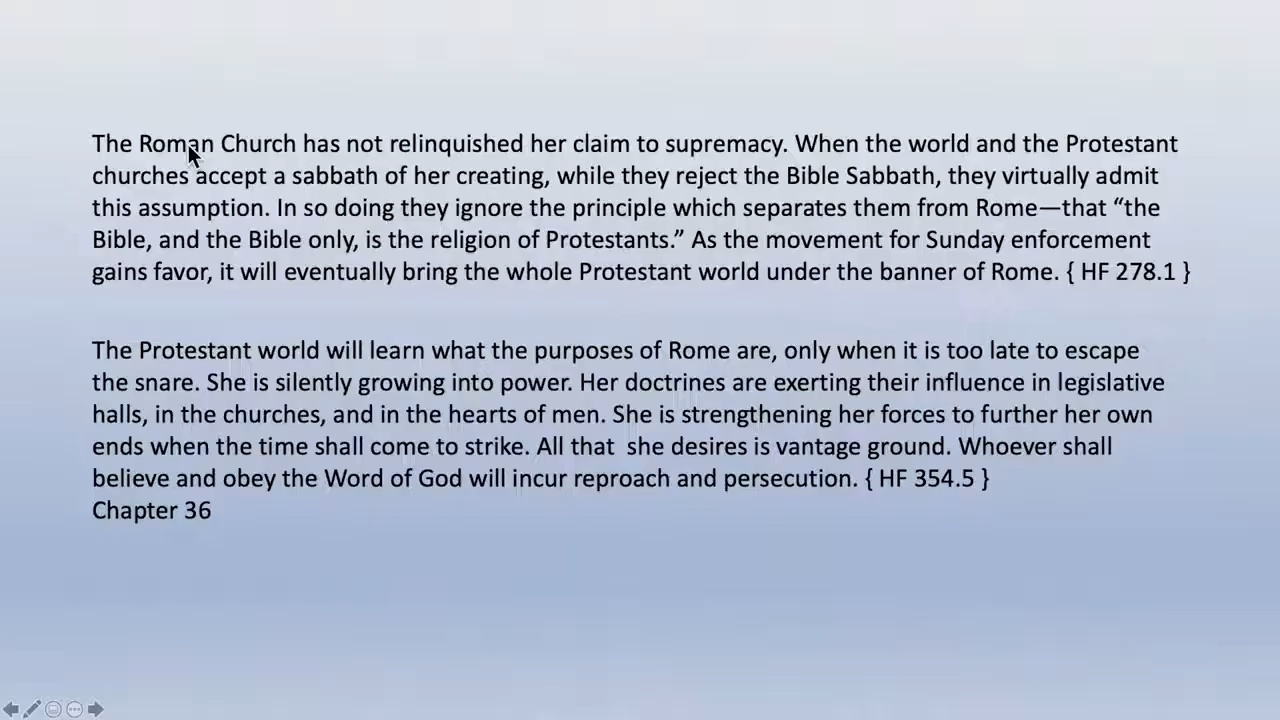 The Roman Church has not relinquished her claim to supremacy. When the world and the Protestant
churches accept a sabbath of her creating, while they reject the Bible Sabbath, they virtually admit
this assumption. In so doing they ignore the principle which separates them from Rome—that “the
Bible, and the Bible only, is the religion of Protestants.” As the movement for Sunday enforcement
gains favor, it will eventually bring the whole Protestant world under the banner of Rome. { HF 278.1 }
The Protestant world will learn what the purposes of Rome are, only when it is too late to escape
the snare. She is silently growing into power. Her doctrines are exerting their influence in legislative
halls, in the churches, and in the hearts of men. She is strengthening her forces to further her own
ends when the time shall come to strike. All that  she desires is vantage ground. Whoever shall
believe and obey the Word of God will incur reproach and persecution. { HF 354.5 }
Chapter 36